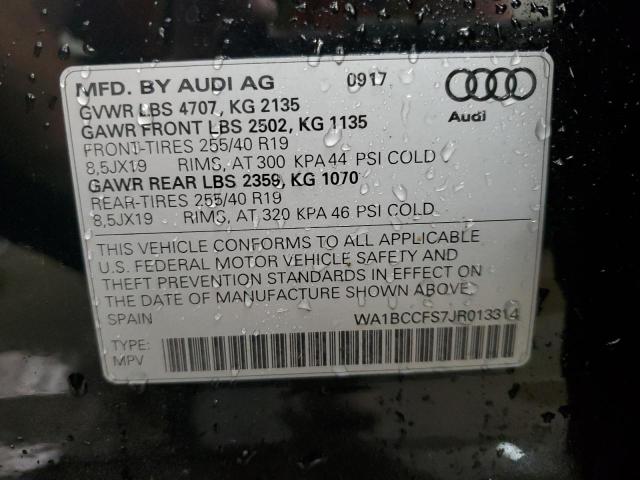 MFD. BY AUDI AG 0917
GVWR LBS 4707, KG 2135
GAWR FRONT LBS 2502, KG 1135
FRONT-TIRES 255/40 R19
8,5JX19 RIMS, AT 300 KPA 44 PSI COLD
GAWR REAR LBS 2359, KG 1070
REAR-TIRES 255/40 R19
8,5JX19 RIMS, AT 320 KPA 46 PSI COLD
Audi
THIS VEHICLE CONFORMS TO ALL APPLICABLE
U.S. FEDERAL MOTOR VEHICLE SAFETY AND
THEFT PREVENTION STANDARDS IN EFFECT ON
THE DATE OF MANUFACTURE SHOWN ABOVE.
SPAIN WA1BCCFS7JR013314
TYPE:
MPV